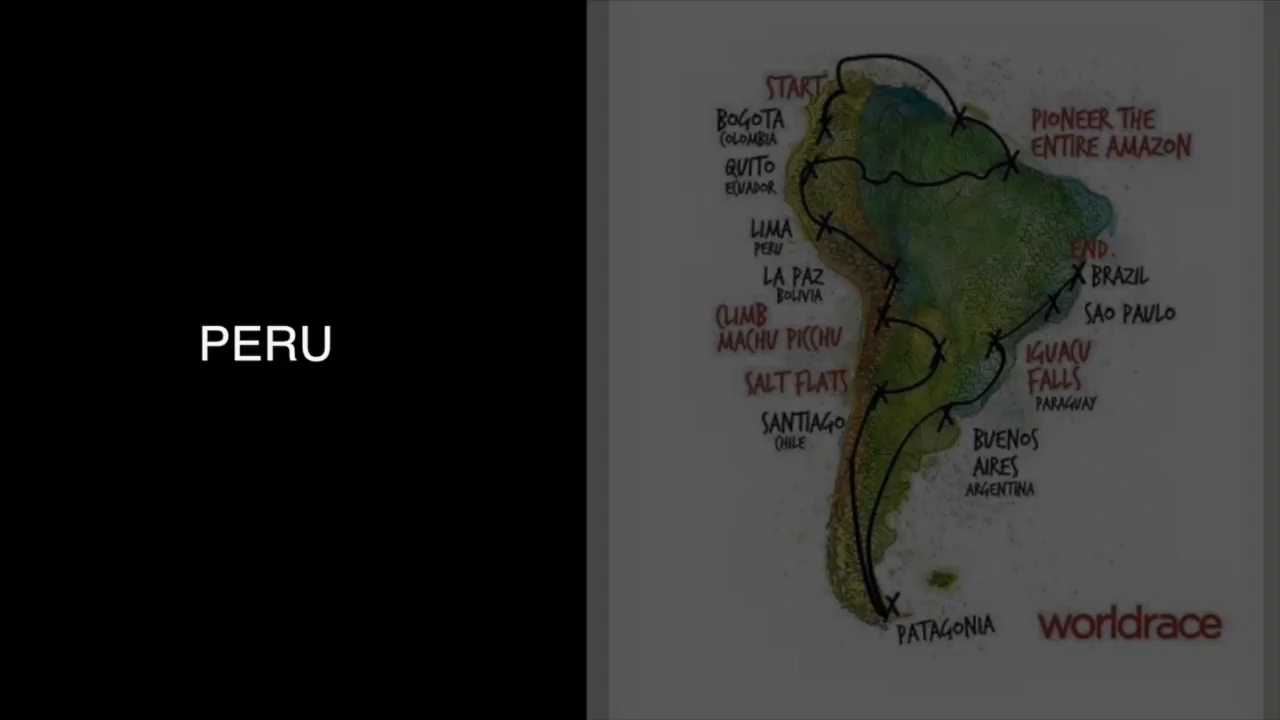 PERU
START
BOGOTA
COLOMBIA
QUITO
ECUADOR
LIMA
PERU
LA PAZ
BOLIVIA
CLIMB
MACHU PICCHU
SALT FLATS
SANTIAGO
CHILE
PIONEER THE
ENTIRE AMAZON
END.
BRAZIL
SAO PAULO
IGUACU
FALLS
PARAGUAY
BUENOS
AIRES
ARGENTINA
PATAGONIA
worldrace